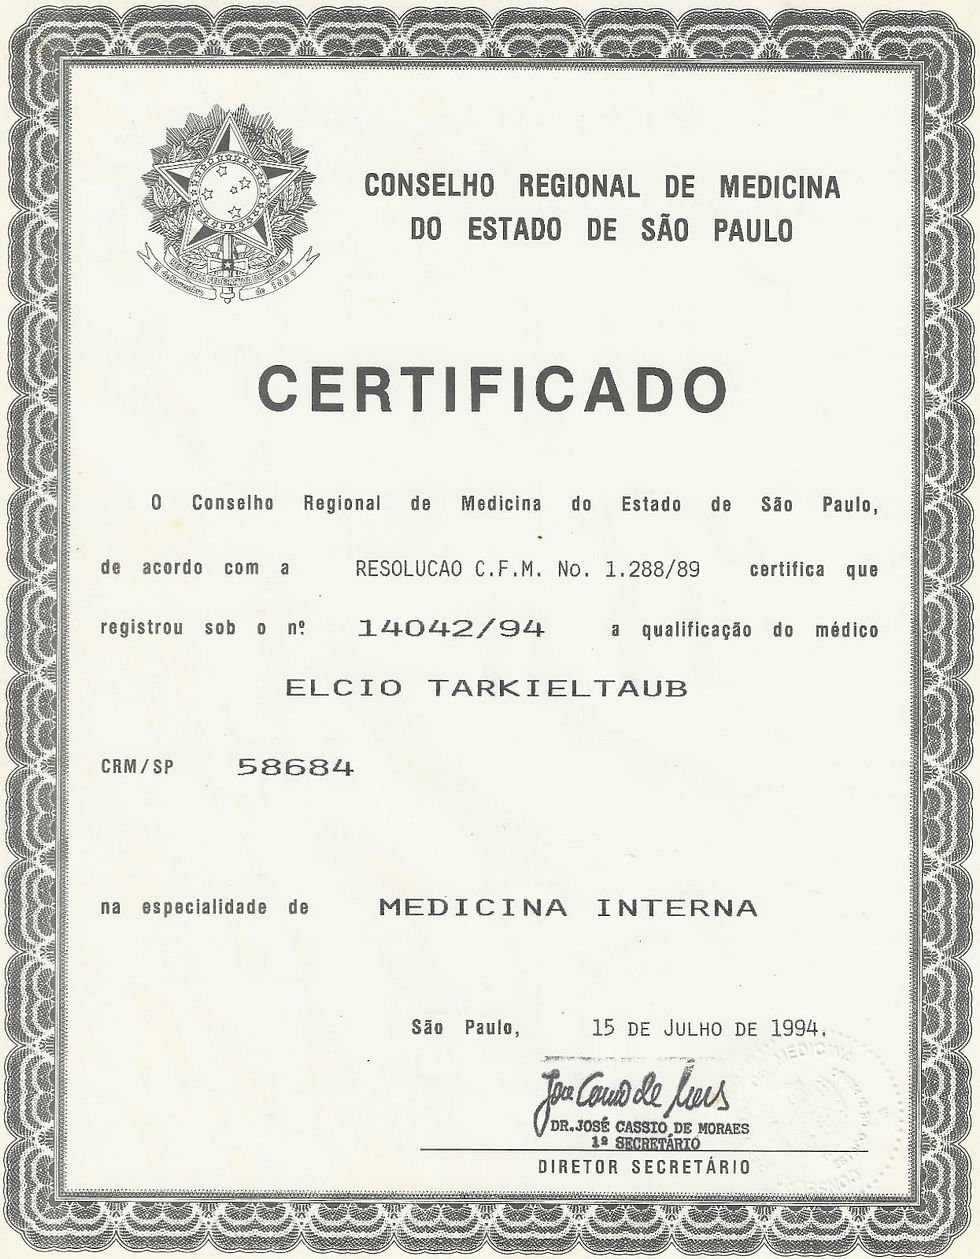 CONSELHO REGIONAL DE MEDICINA
DO ESTADO DE SÃO PAULO
CERTIFICADO
O Conselho Regional de Medicina do Estado de São Paulo,
de acordo com a RESOLUCAO C.F.M. No. 1.288/89 certifica que
registrou sob o nº 14042/94 a qualificação do médico
ELCIO TARKIELTAUB
CRM/SP 58684
na especialidade de MEDICINA INTERNA
São Paulo, 15 DE JULHO DE 1994.
DR.JOSÉ CASSIO DE MORAES
1º SECRETÁRIO
DIRETOR SECRETÁRIO